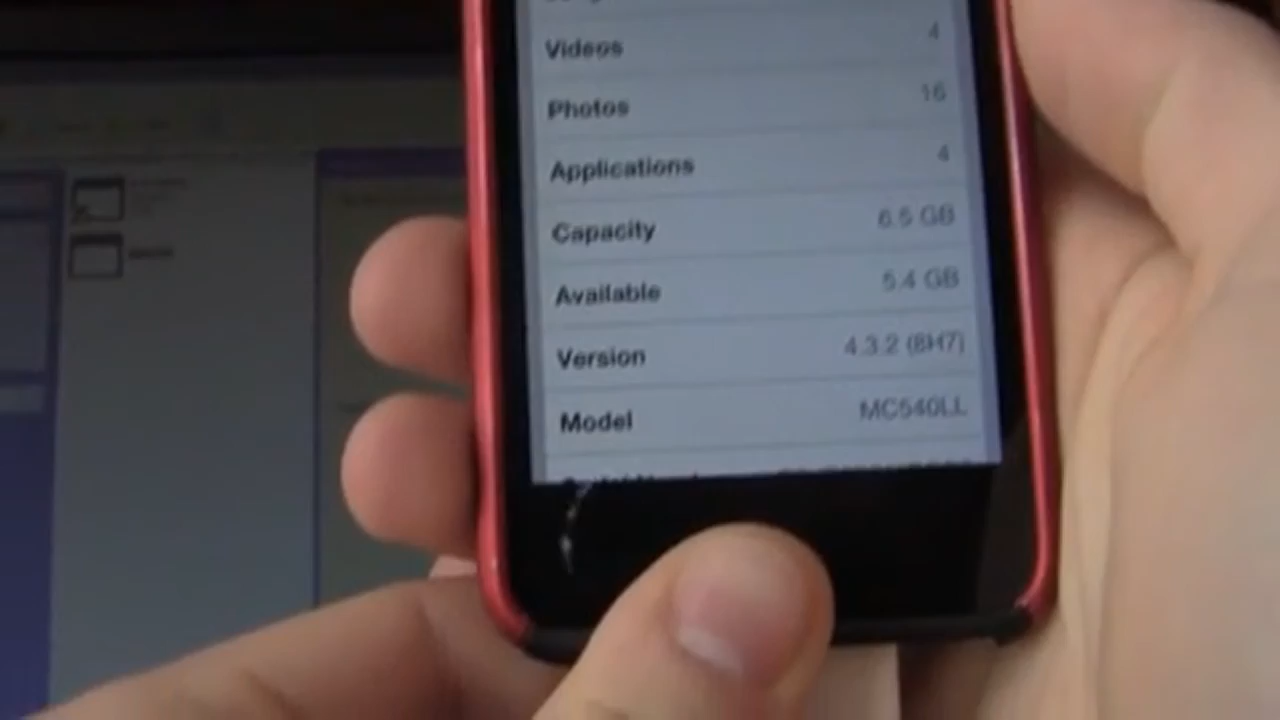 Videos 4
Photos 16
Applications 4
Capacity 6.5 GB
Available 5.4 GB
Version 4.3.2 (8H7)
Model MC540LL